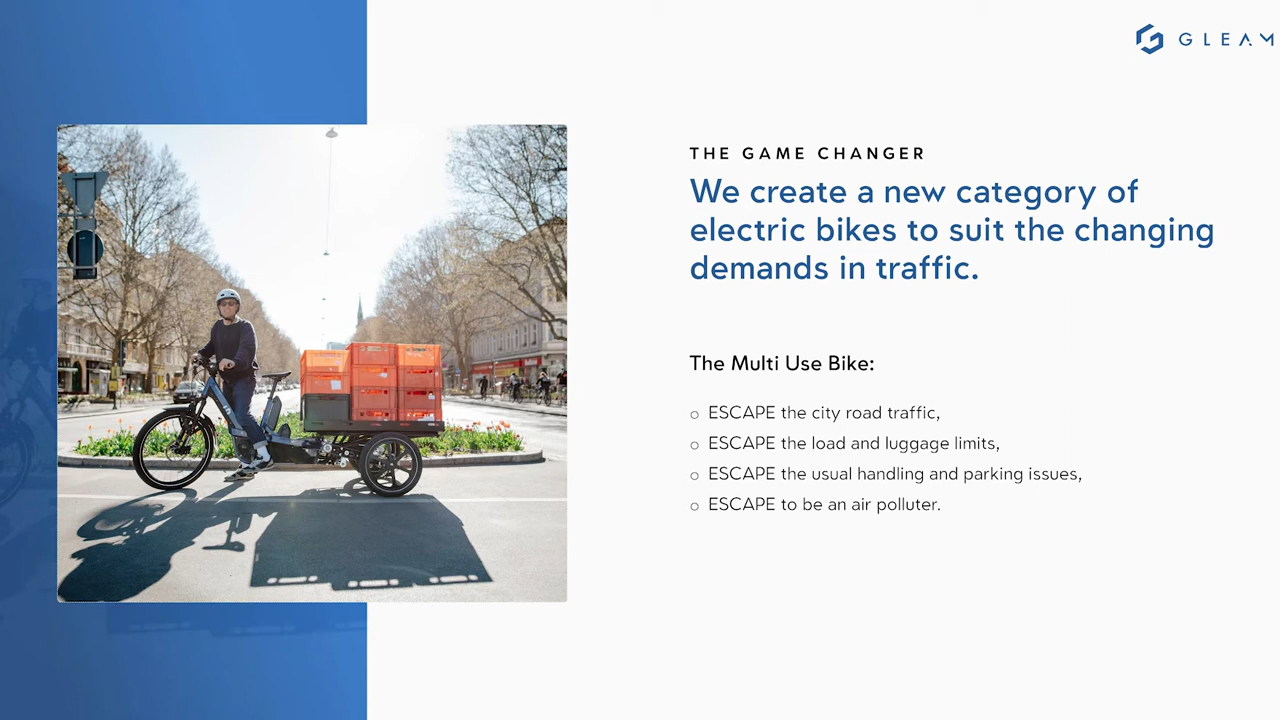 GLEAM
THE GAME CHANGER
We create a new category of
electric bikes to suit the changing
demands in traffic.
The Multi Use Bike:
ESCAPE the city road traffic,
ESCAPE the load and luggage limits,
ESCAPE the usual handling and parking issues,
ESCAPE to be an air polluter.